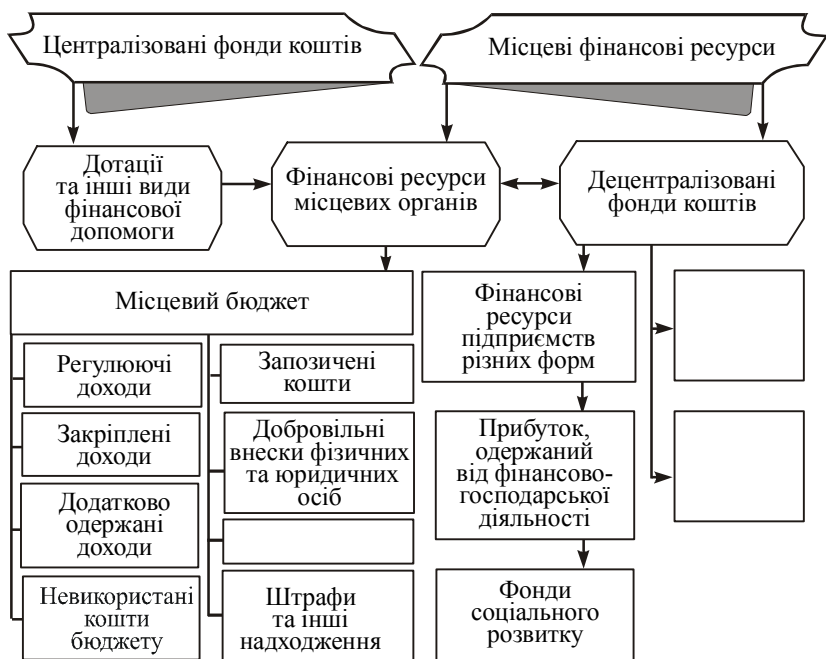 Централізовані фонди коштів
Місцеві фінансові ресурси
Дотації
та інші види
фінансової
допомоги
Фінансові ресурси
місцевих органів
Децентралізовані
фонди коштів
Місцевий бюджет
Регулюючі
доходи
Закріплені
доходи
Додатково
одержані
доходи
Невикористані
кошти
бюджету
Запозичені
кошти
Добровільні
внески фізичних
та юридичних
осіб
Штрафи
та інші
надходження
Фінансові
ресурси
підприємств
різних форм
Прибуток,
одержаний
від фінансово-
господарської
діяльності
Фонди
соціального
розвитку